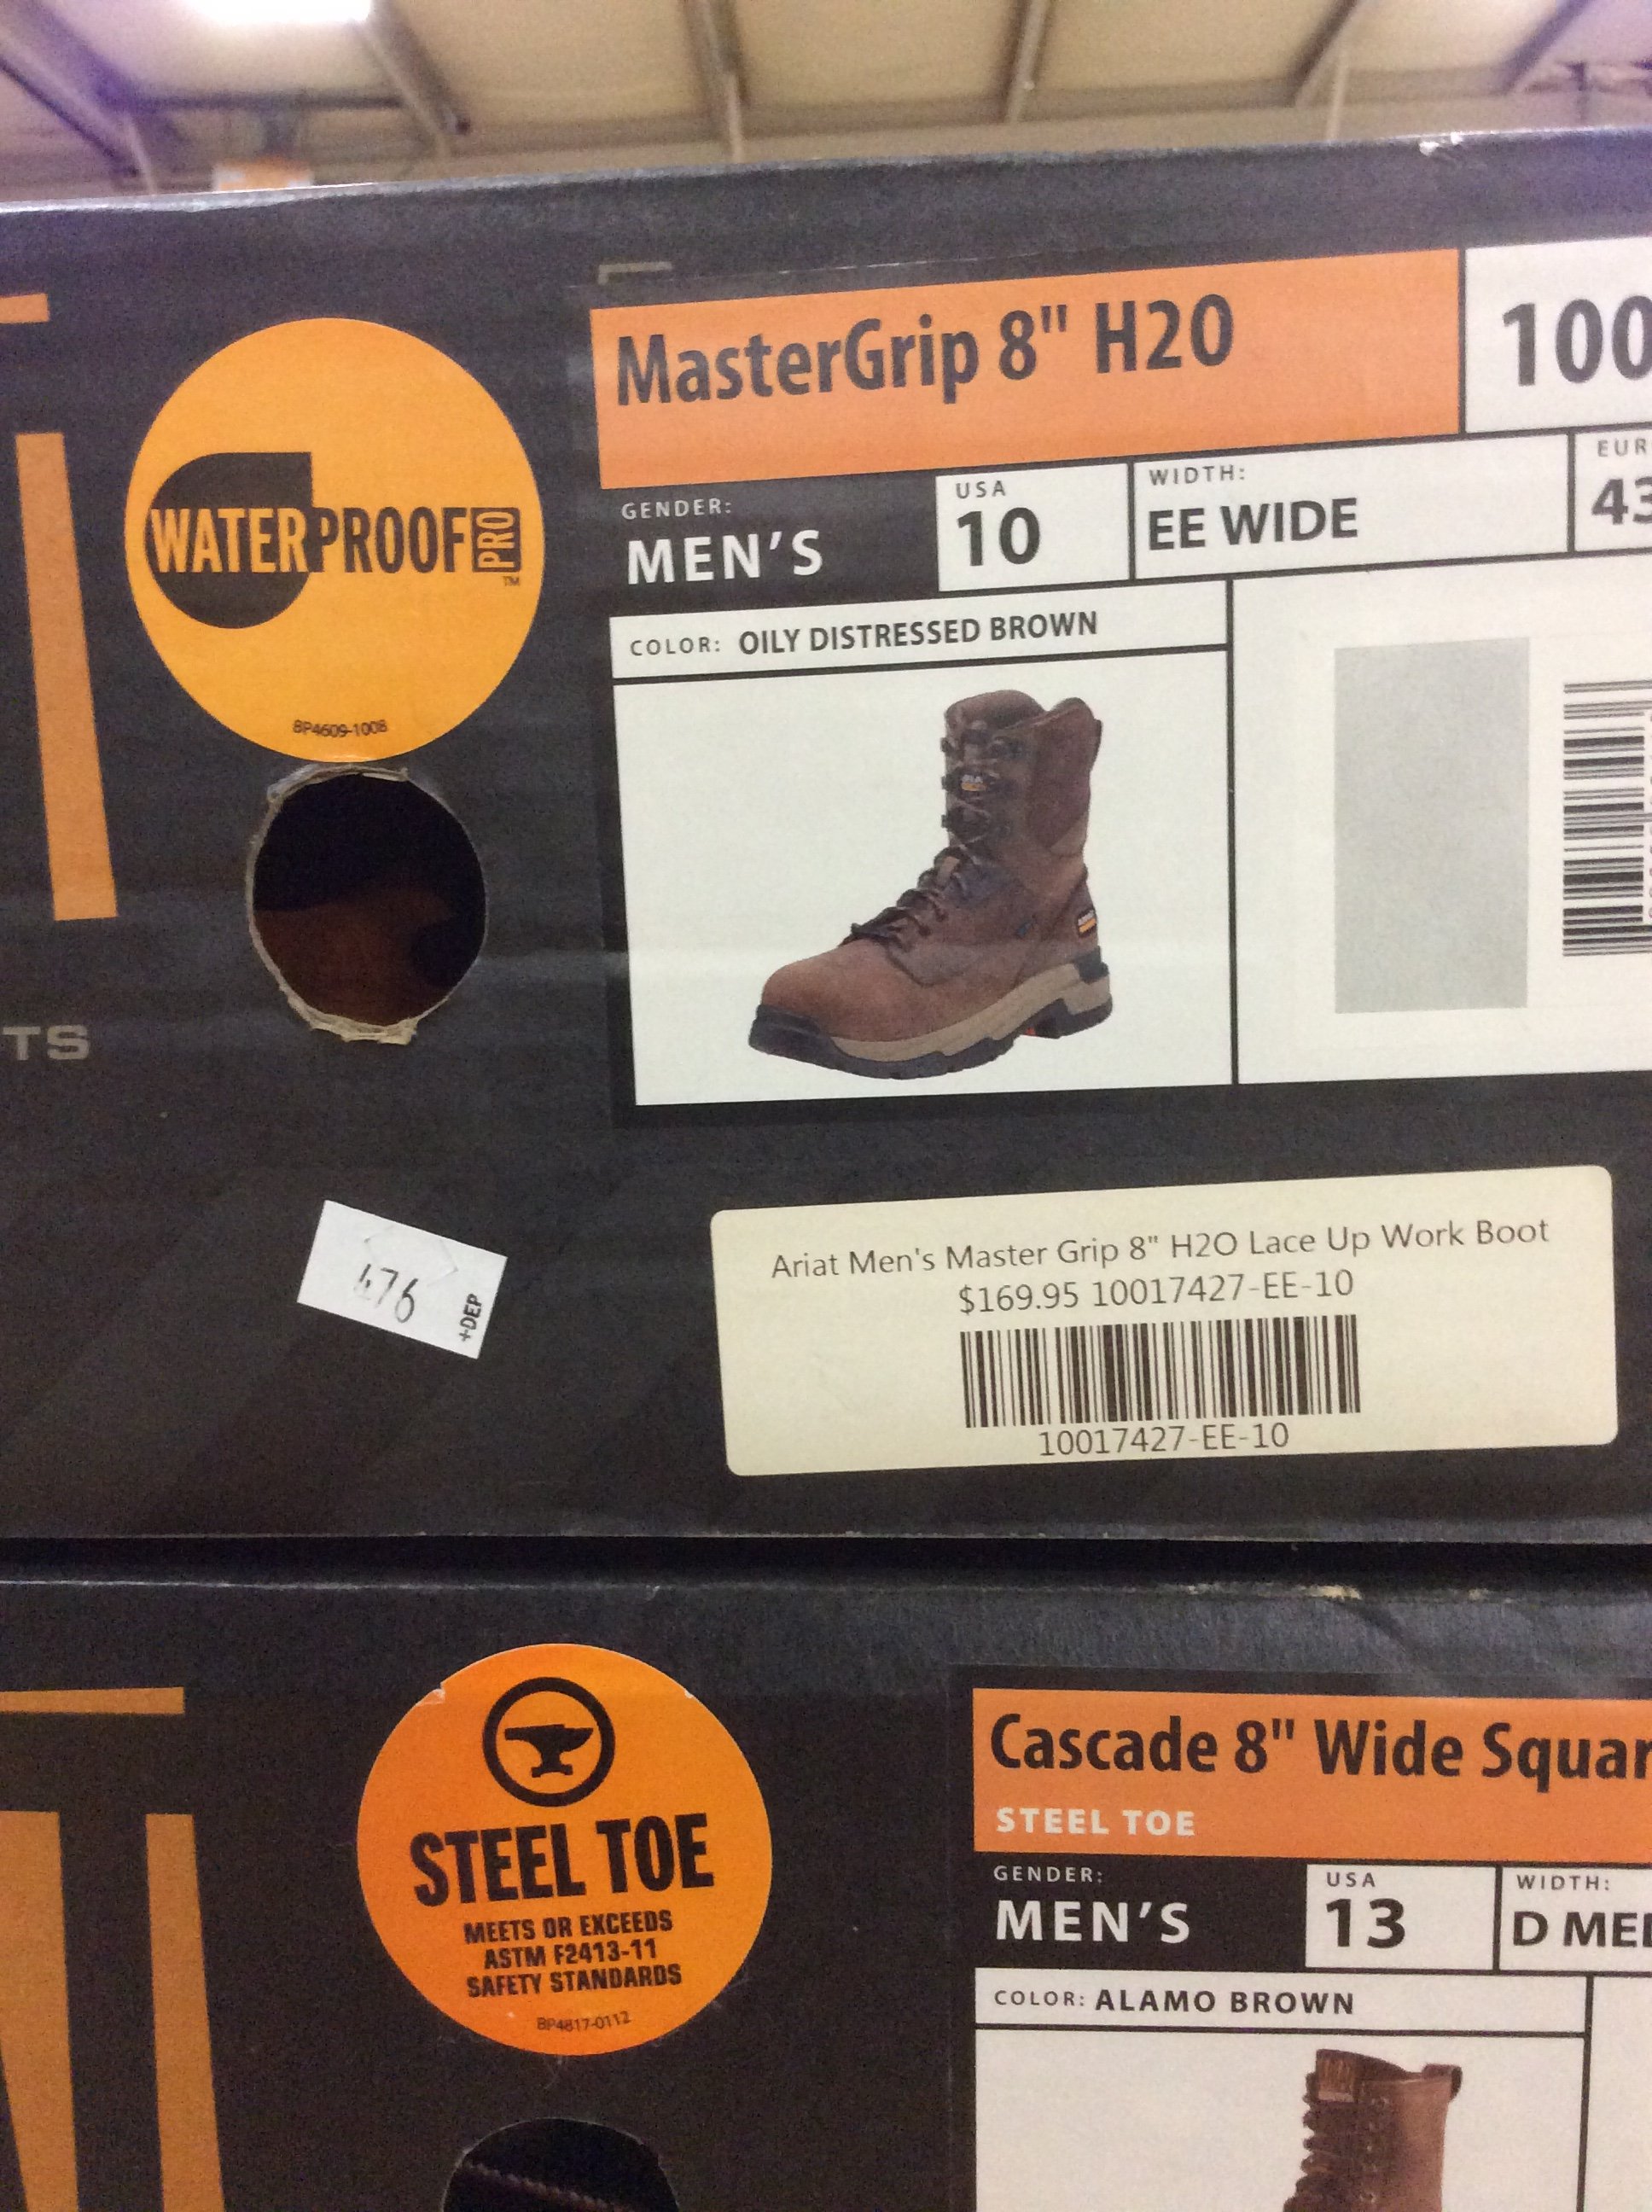 MasterGrip 8" H2O
100
WATERPROOF PRO
TM
BP4609-1008
GENDER:
MEN'S
USA
10
WIDTH:
EE WIDE
EUR
43
COLOR: OILY DISTRESSED BROWN
TS
476
+DEP
Ariat Men's Master Grip 8" H2O Lace Up Work Boot
$169.95 10017427-EE-10
10017427-EE-10
STEEL TOE
MEETS OR EXCEEDS
ASTM F2413-11
SAFETY STANDARDS
BP4817-0112
Cascade 8" Wide Squar
STEEL TOE
GENDER:
MEN'S
USA
13
WIDTH:
D MED
COLOR: ALAMO BROWN